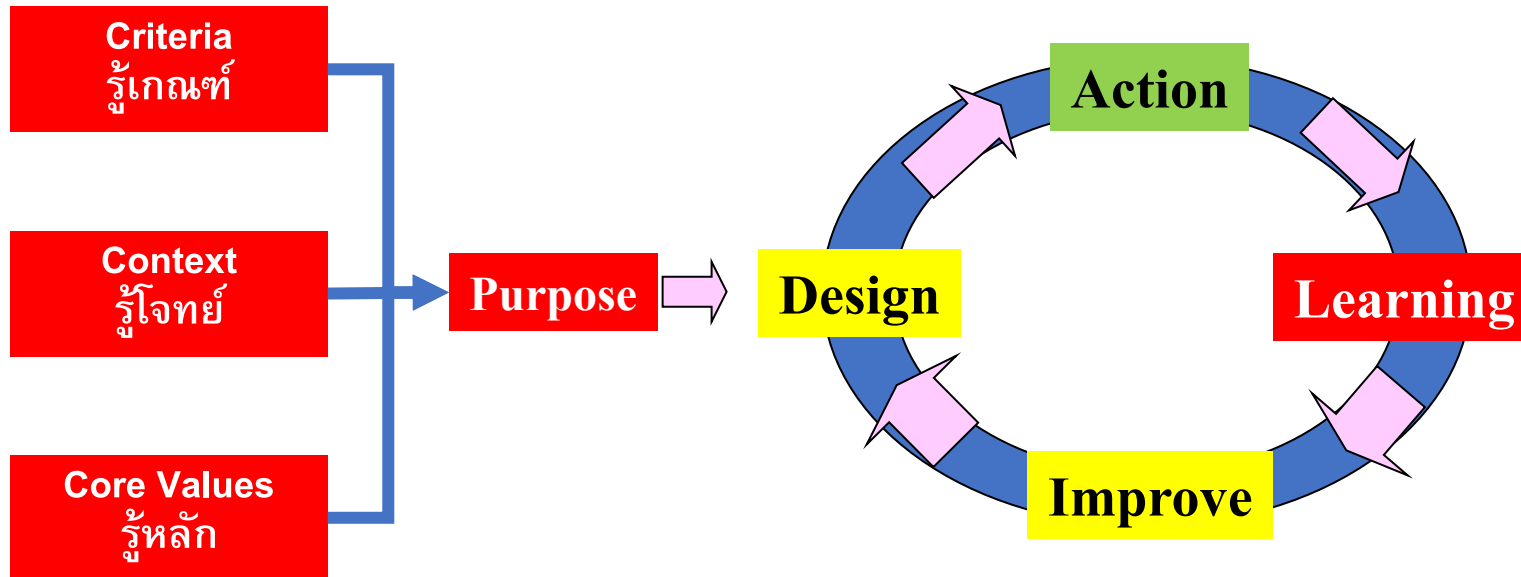 Criteria
รู้เกณฑ์
Context
รู้โจทย์
Core Values
รู้หลัก
Purpose
Design
Action
Learning
Improve